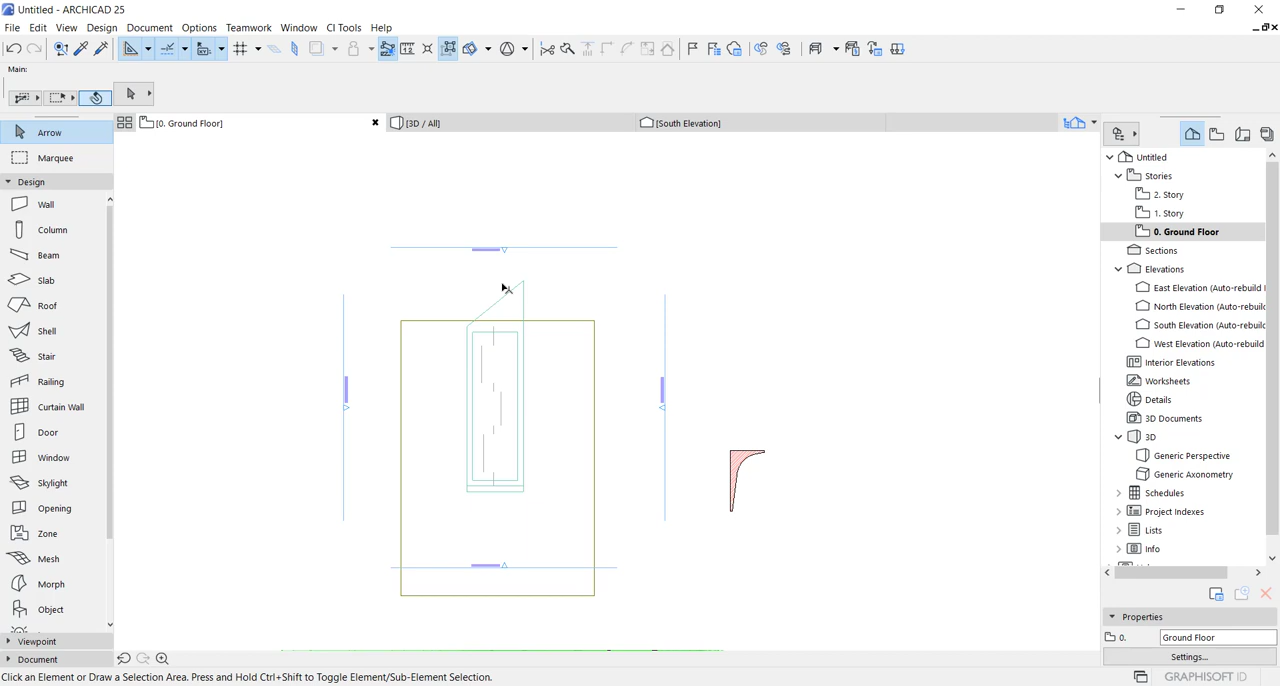 Untitled - ARCHICAD 25
File Edit View Design Document Options Teamwork Window CI Tools Help
Main:
[0. Ground Floor]
[3D / All]
[South Elevation]
Arrow
Marquee
Design
Wall
Column
Beam
Slab
Roof
Shell
Stair
Railing
Curtain Wall
Door
Window
Skylight
Opening
Zone
Mesh
Morph
Object
Viewpoint
Document
Untitled
Stories
2. Story
1. Story
0. Ground Floor
Sections
Elevations
East Elevation (Auto-rebuild
North Elevation (Auto-rebuild
South Elevation (Auto-rebuild
West Elevation (Auto-rebuild
Interior Elevations
Worksheets
Details
3D Documents
3D
Generic Perspective
Generic Axonometry
Schedules
Project Indexes
Lists
Info
Properties
0. Ground Floor
Settings...
Click an Element or Draw a Selection Area. Press and Hold Ctrl+Shift to Toggle Element/Sub-Element Selection.
GRAPHISOFT ID